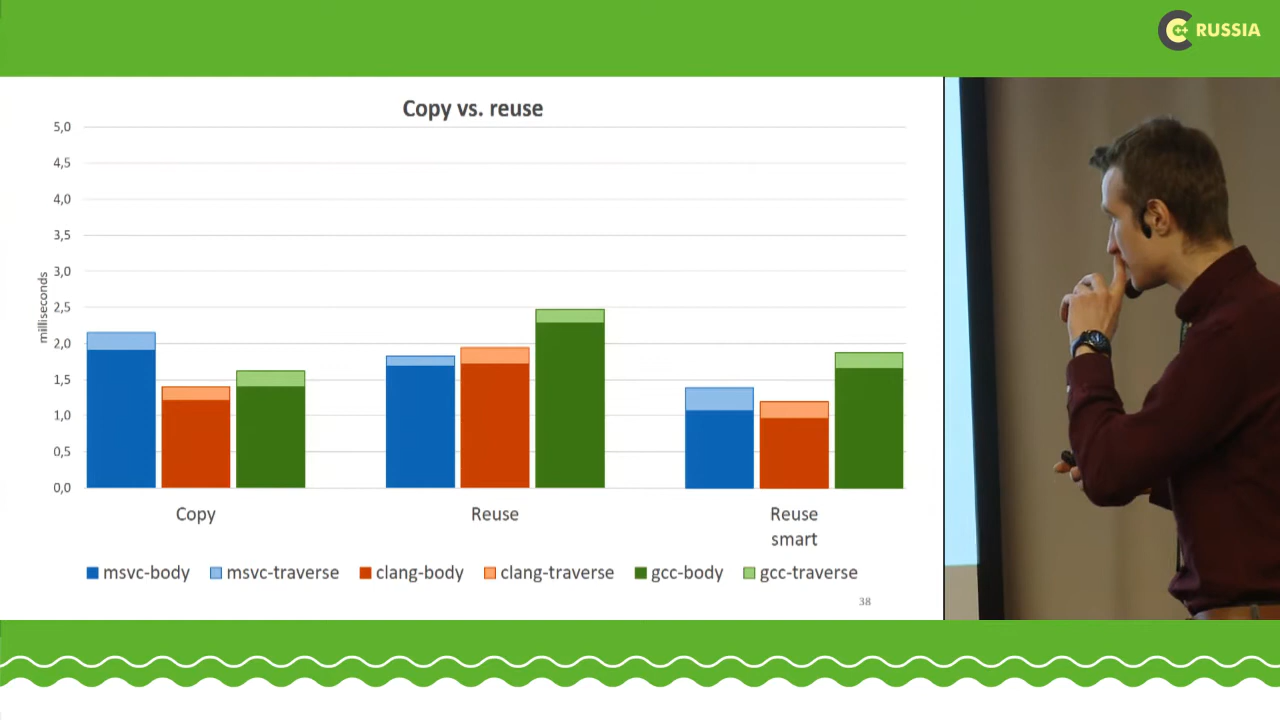 C++ RUSSIA
Copy vs. reuse
5,0
4,5
4,0
3,5
3,0
2,5
2,0
1,5
1,0
0,5
0,0
milliseconds
Copy
Reuse
Reuse
smart
msvc-body msvc-traverse clang-body clang-traverse gcc-body gcc-traverse
38